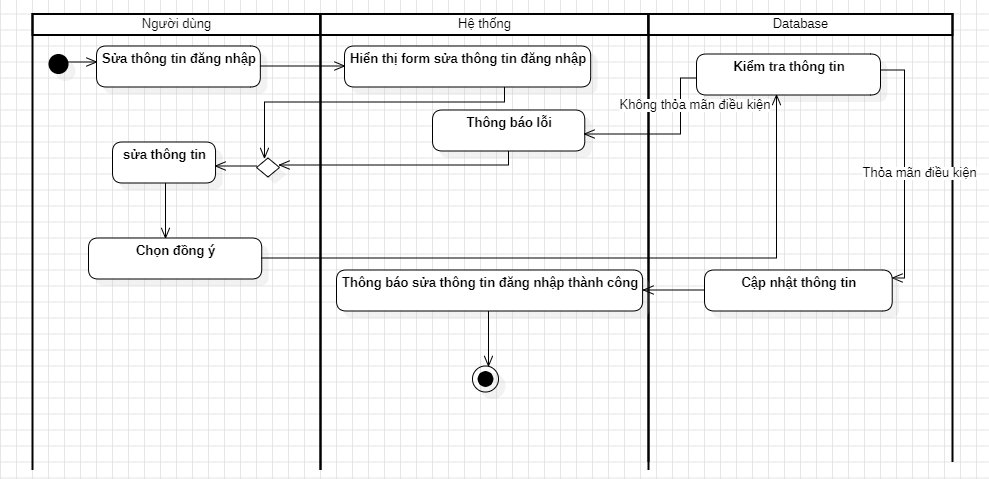 Người dùng
Hệ thống
Database
Sửa thông tin đăng nhập
Hiển thị form sửa thông tin đăng nhập
Kiểm tra thông tin
Không thỏa mãn điều kiện
Thông báo lỗi
sửa thông tin
Thỏa mãn điều kiện
Chọn đồng ý
Thông báo sửa thông tin đăng nhập thành công
Cập nhật thông tin